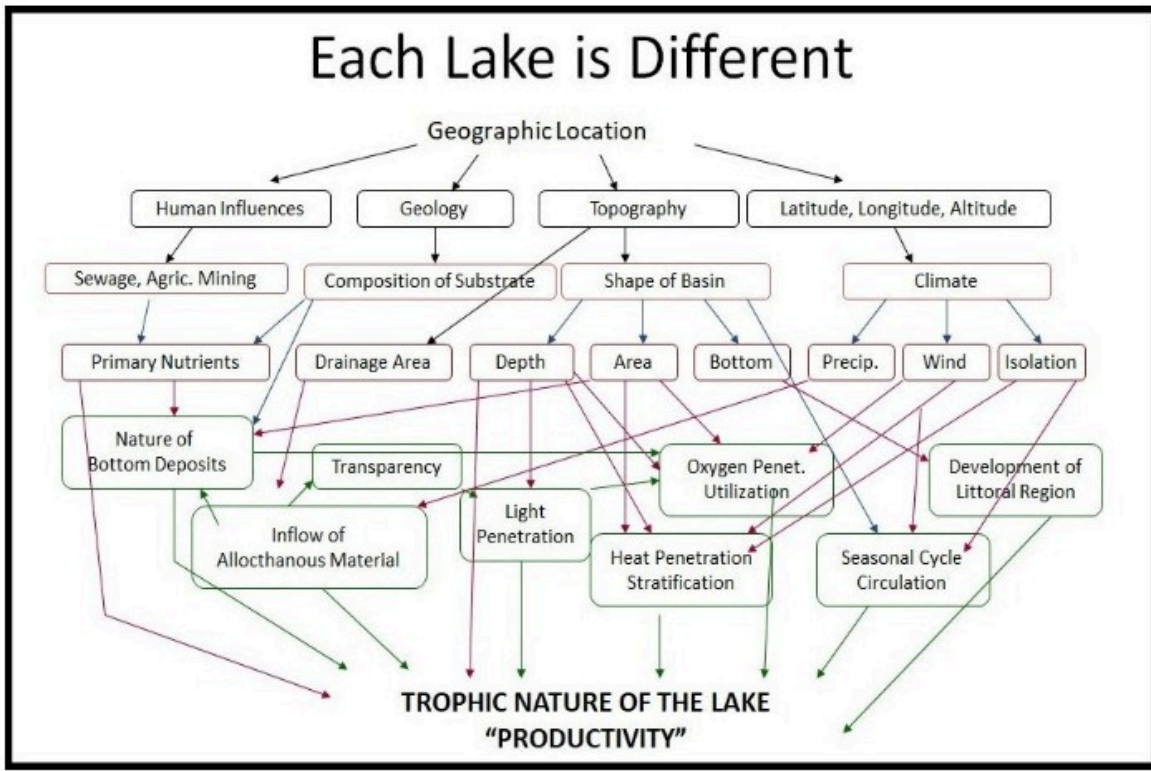 Each Lake is Different
Geographic Location
Human Influences
Geology
Topography
Latitude, Longitude, Altitude
Sewage, Agric. Mining
Composition of Substrate
Shape of Basin
Climate
Primary Nutrients
Drainage Area
Depth
Area
Bottom
Precip.
Wind
Isolation
Nature of
Bottom Deposits
Transparency
Oxygen Penet.
Utilization
Development of
Littoral Region
Inflow of
Allocthanous Material
Light
Penetration
Heat Penetration
Stratification
Seasonal Cycle
Circulation
TROPHIC NATURE OF THE LAKE
“PRODUCTIVITY”